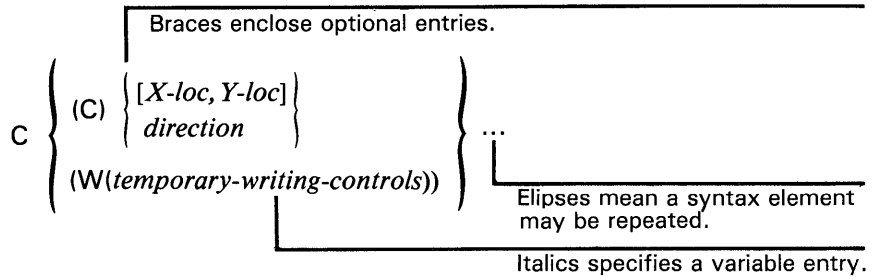 Braces enclose optional entries.
C (C) [X-loc, Y-loc]
direction
(W(temporary-writing-controls))
...
Elipses mean a syntax element
may be repeated.
Italics specifies a variable entry.